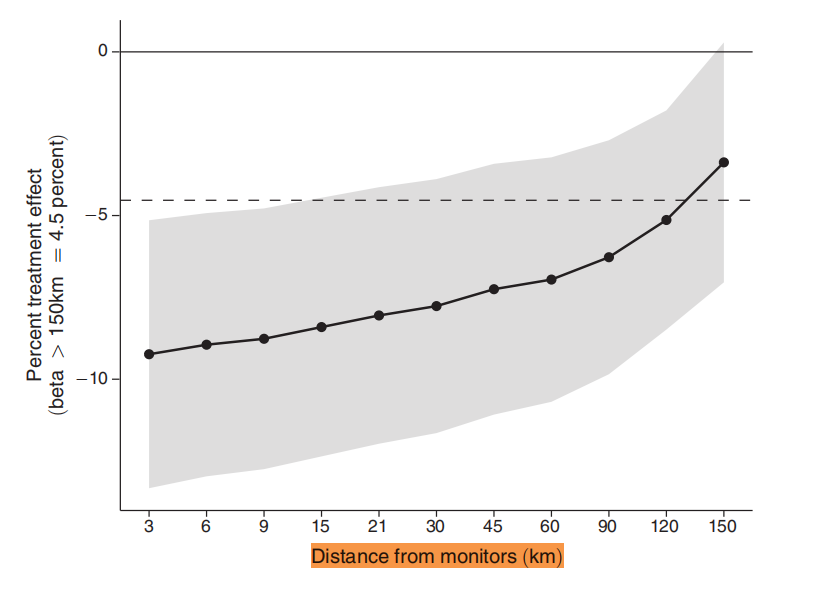 0
−5
−10
Percent treatment effect
(beta > 150km = 4.5 percent)
3 6 9 15 21 30 45 60 90 120 150
Distance from monitors (km)